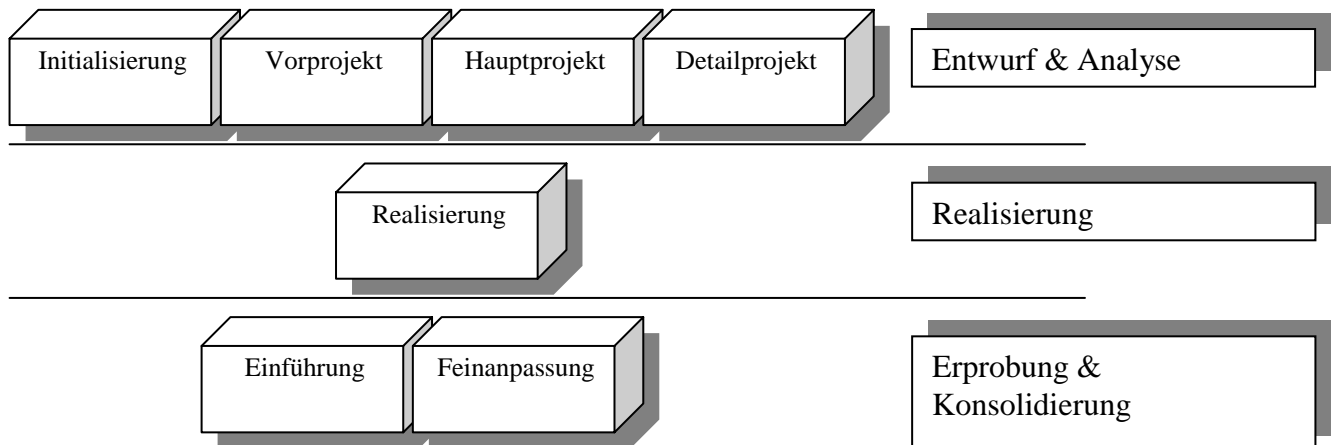 Initialisierung
Vorprojekt
Hauptprojekt
Detailprojekt
Entwurf & Analyse
Realisierung
Realisierung
Einführung
Feinanpassung
Erprobung &
Konsolidierung